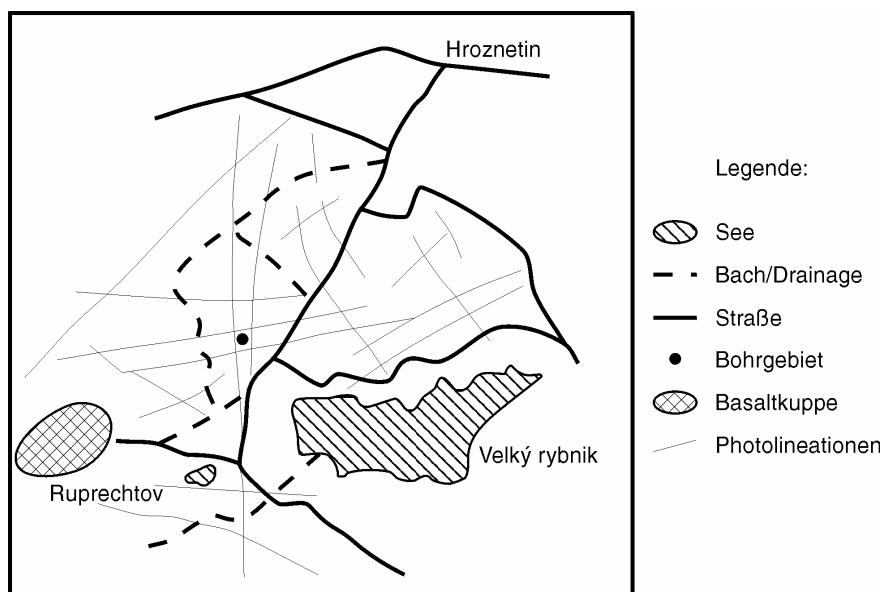 Hroznetin
Velký rybnik
Ruprechtov
Legende:
See
Bach/Drainage
Straße
Bohrgebiet
Basaltkuppe
Photolineationen